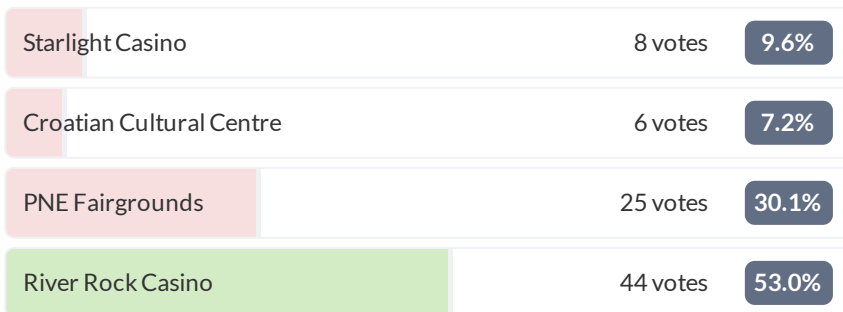 Starlight Casino 8 votes 9.6%
Croatian Cultural Centre 6 votes 7.2%
PNE Fairgrounds 25 votes 30.1%
River Rock Casino 44 votes 53.0%